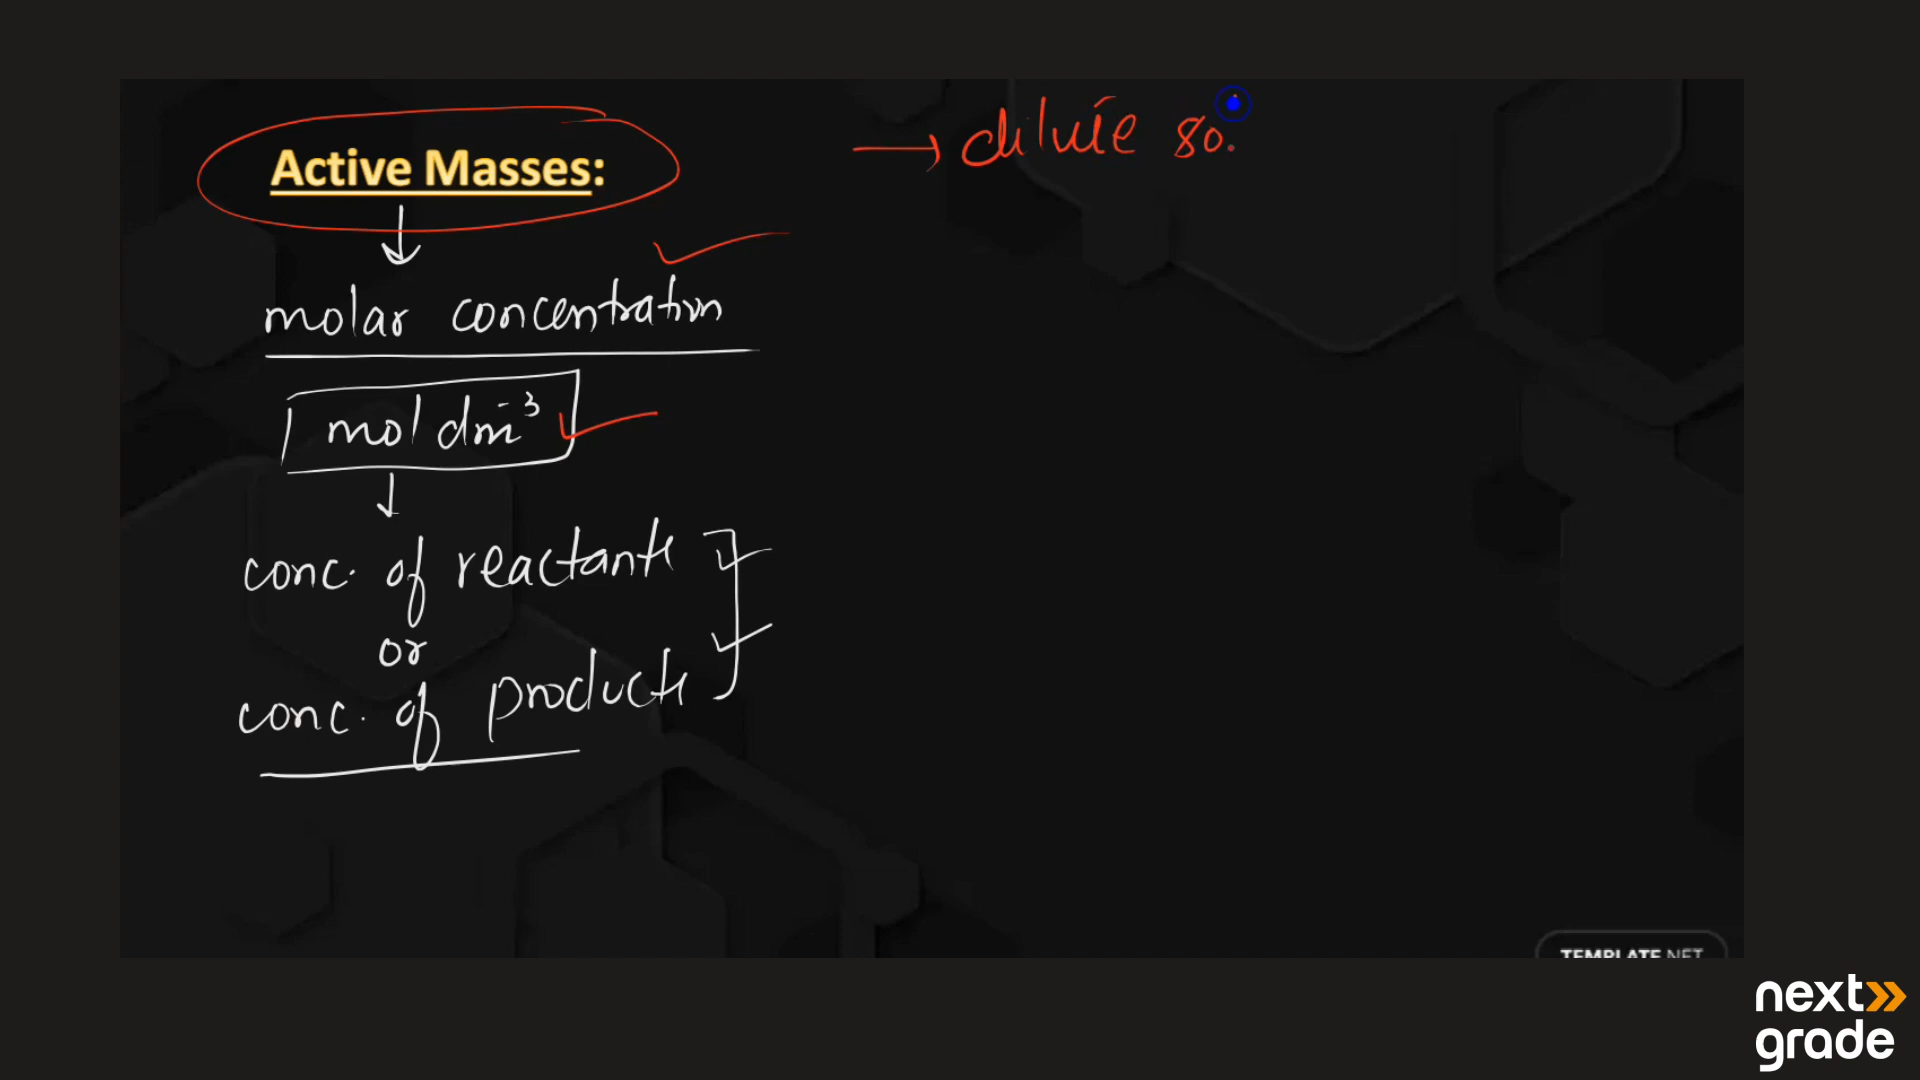 Active Masses:
molar concentration
mol dm⁻³
conc. of reactants
or
conc. of products
→ dilute so
TEMPLATE.NET
next
grade